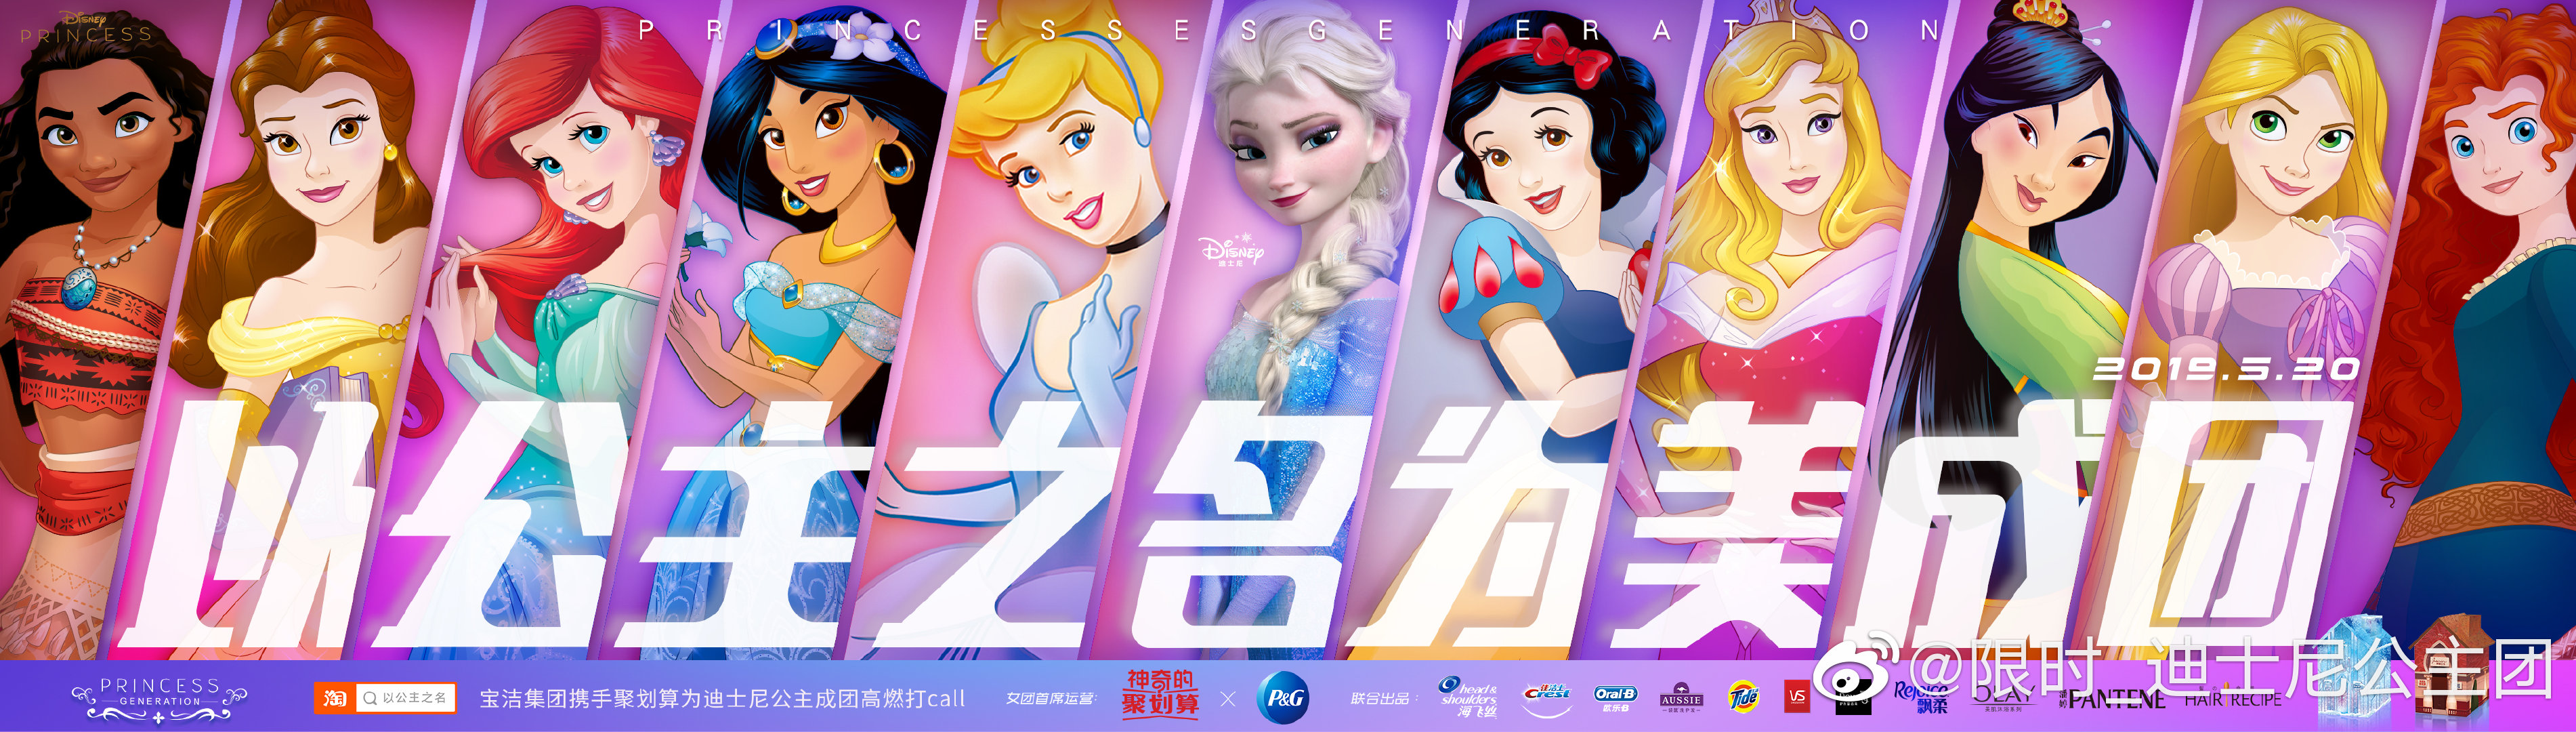 DISNEY
PRINCESS
PRINCESSESGENERATION
DISNEY
迪士尼
2019.5.20
以公主之名为美成团
PRINCESS
GENERATION
淘 以公主之名
宝洁集团携手聚划算为迪士尼公主成团高燃打call
女团首席运营:
神奇的
聚划算
× P&G
联合出品:
head & shoulders
海飞丝
佳洁士
Crest
Oral-B
欧乐B
AUSSIE
Tide
VS
Rejoice
飘柔
OLAY
PANTENE
HAIR RECIPE
@限时_迪士尼公主团